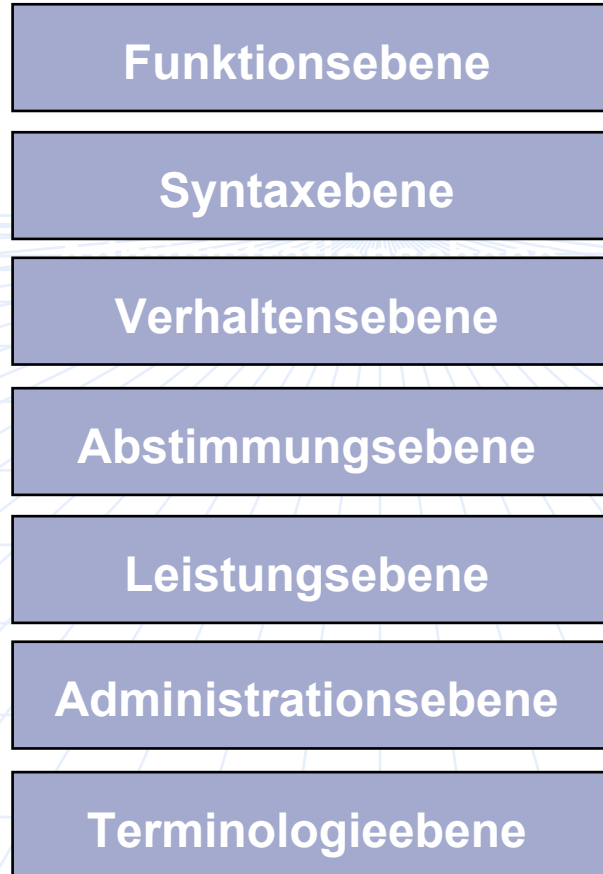 Funktionsebene
Syntaxebene
Verhaltensebene
Abstimmungsebene
Leistungsebene
Administrationsebene
Terminologieebene